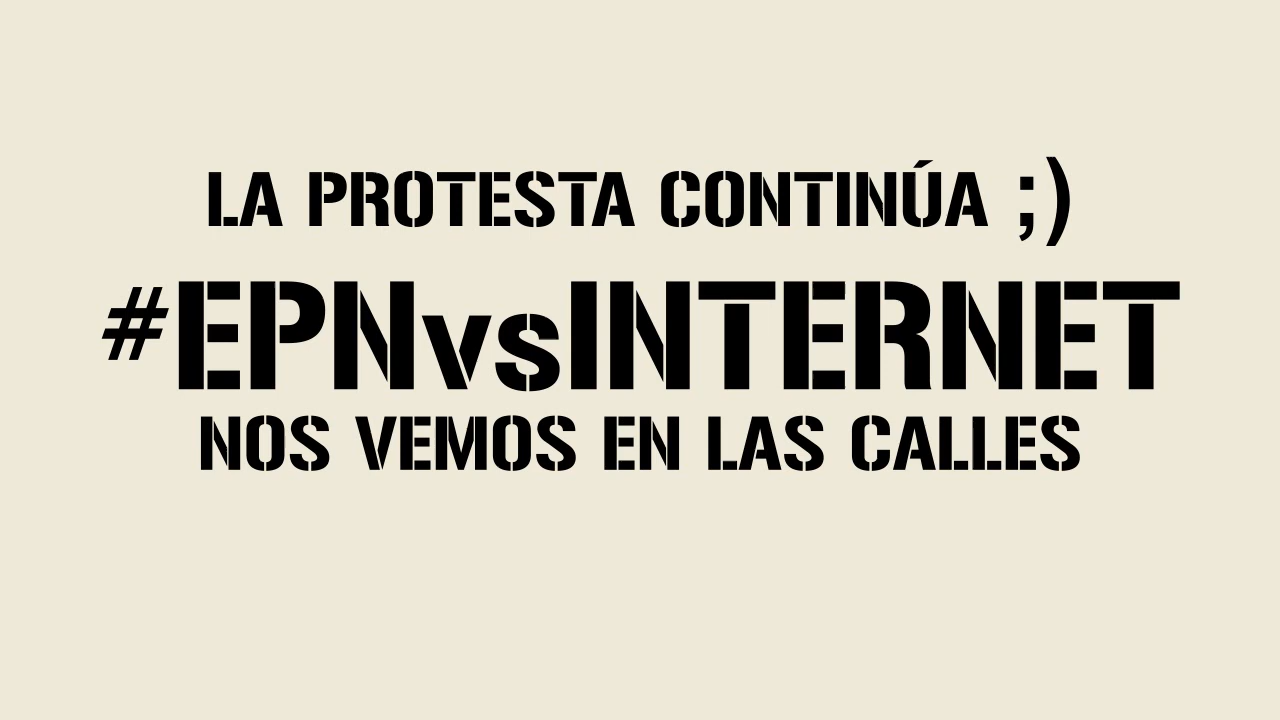 LA PROTESTA CONTINÚA ;)
#EPNvsINTERNET
NOS VEMOS EN LAS CALLES